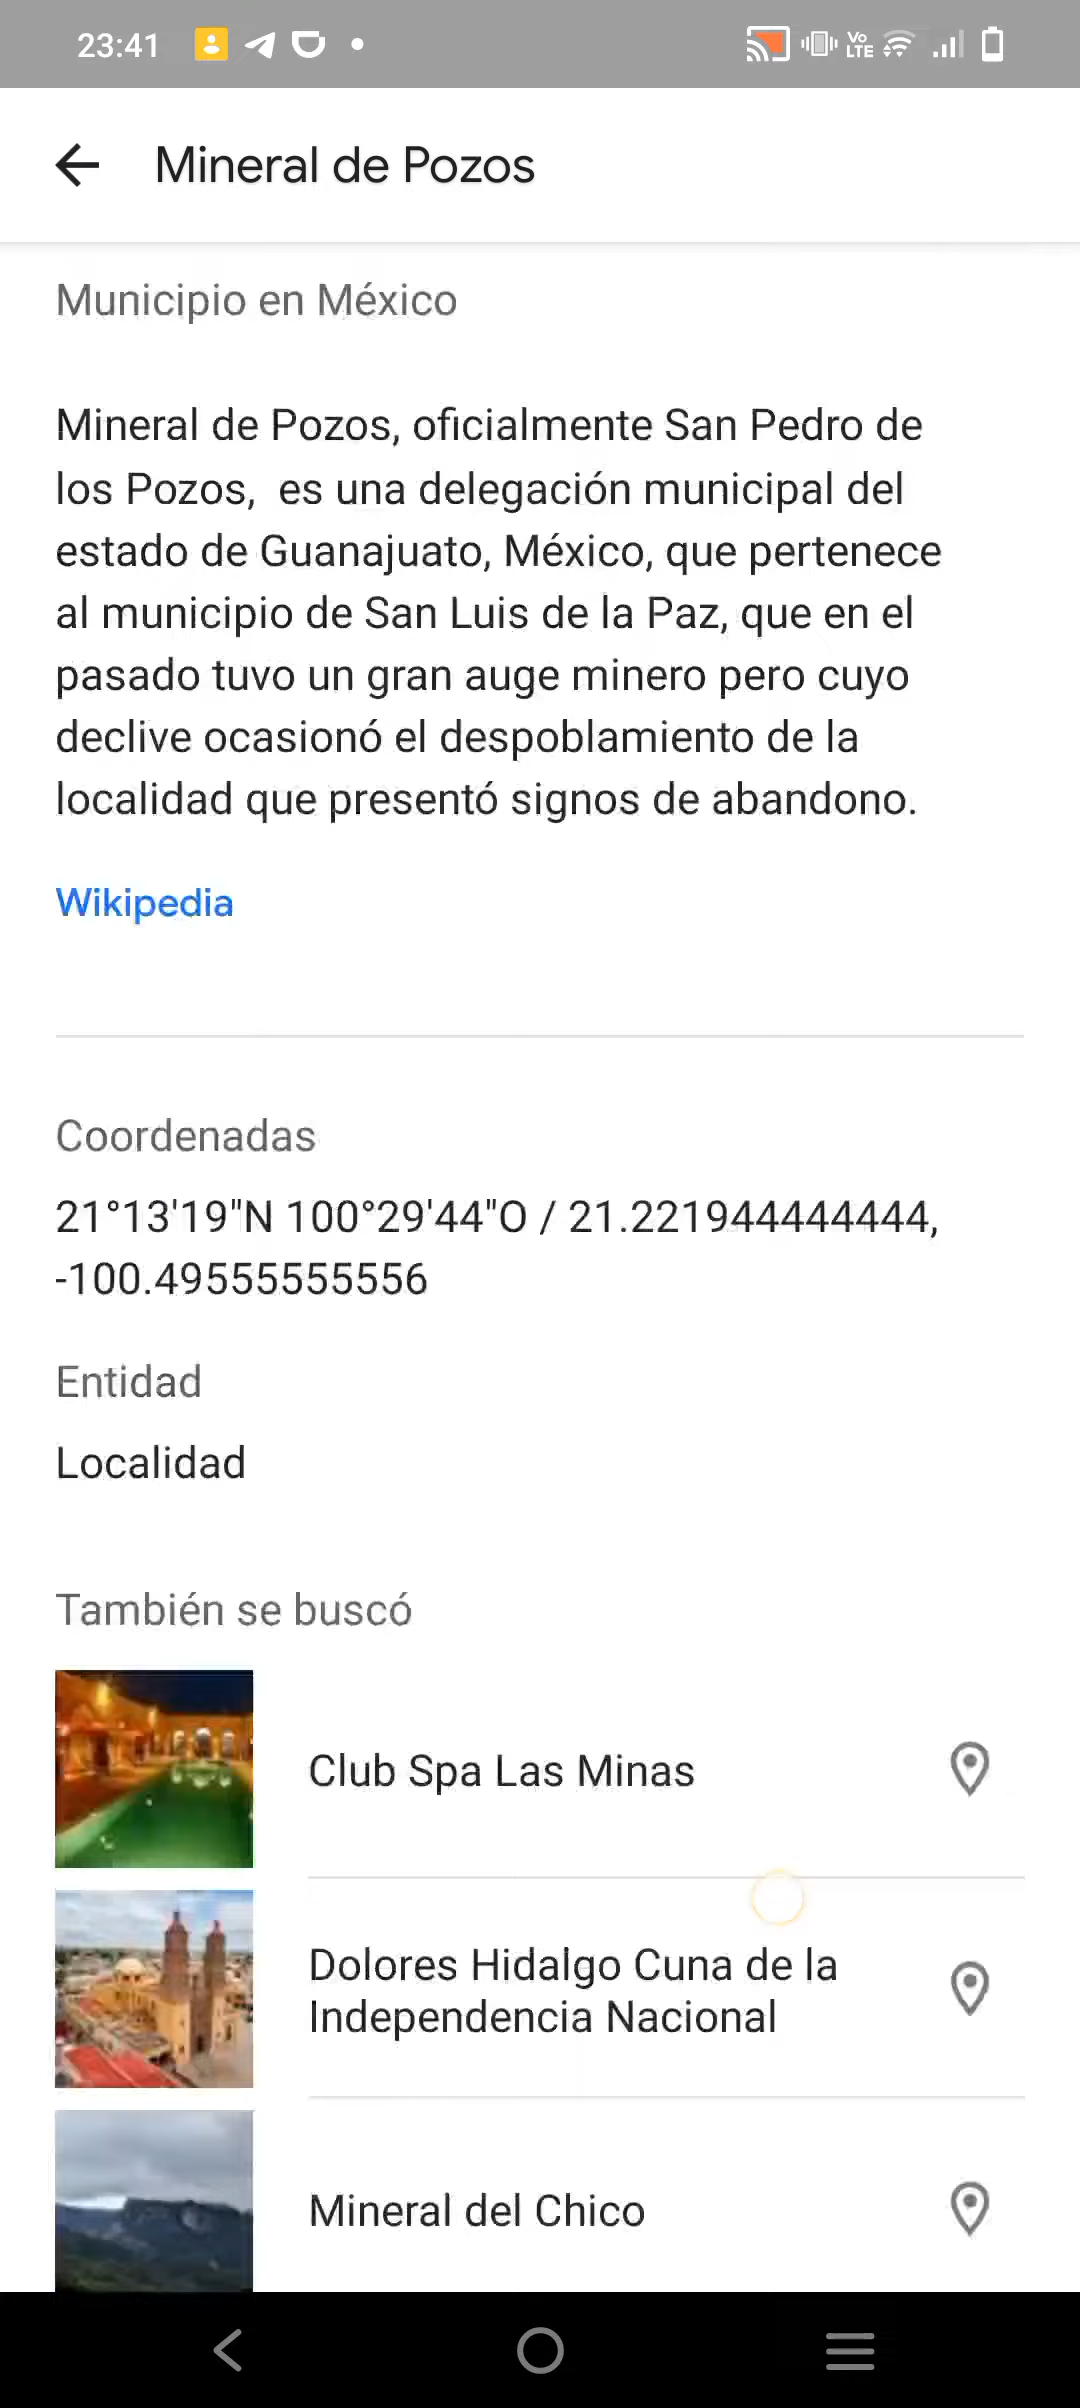 23:41
Vo
LTE
Mineral de Pozos
Municipio en México
Mineral de Pozos, oficialmente San Pedro de
los Pozos,  es una delegación municipal del
estado de Guanajuato, México, que pertenece
al municipio de San Luis de la Paz, que en el
pasado tuvo un gran auge minero pero cuyo
declive ocasionó el despoblamiento de la
localidad que presentó signos de abandono.
Wikipedia
Coordenadas
21°13'19"N 100°29'44"O / 21.221944444444,
-100.49555555556
Entidad
Localidad
También se buscó
Club Spa Las Minas
Dolores Hidalgo Cuna de la
Independencia Nacional
Mineral del Chico